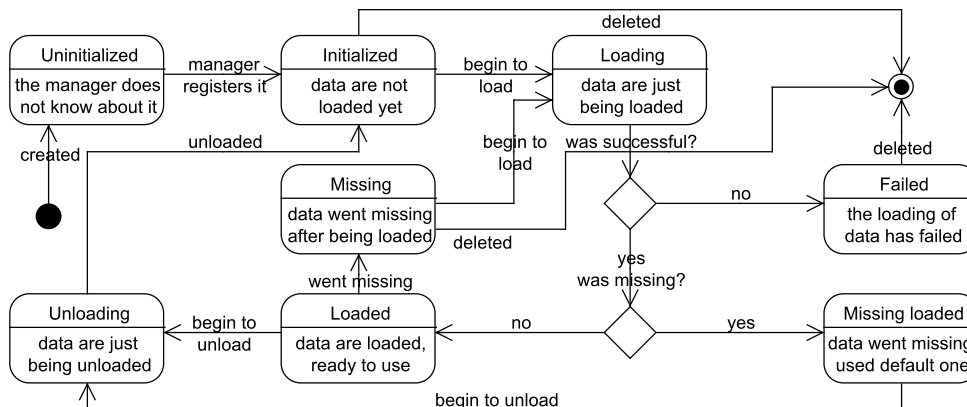 deleted
Uninitialized
the manager does
not know about it
manager
registers it
Initialized
data are not
loaded yet
begin to
load
Loading
data are just
being loaded
created
unloaded
begin to
load
was successful?
deleted
Missing
data went missing
after being loaded
deleted
no
Failed
the loading of
data has failed
yes
was missing?
went missing
Unloading
data are just
being unloaded
begin to
unload
Loaded
data are loaded,
ready to use
no
yes
Missing loaded
data went missing
used default one
begin to unload